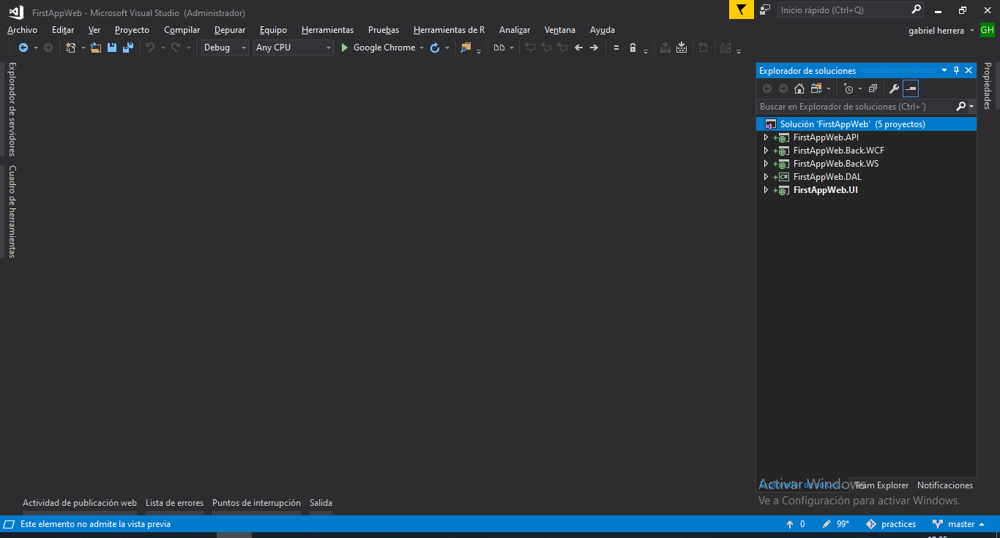 FirstAppWeb - Microsoft Visual Studio (Administrador)
Inicio rápido (Ctrl+Q)
Archivo Editar Ver Proyecto Compilar Depurar Equipo Herramientas Pruebas Herramientas de R Analizar Ventana Ayuda
gabriel herrera GH
Debug Any CPU Google Chrome
Explorador de servidores
Cuadro de herramientas
Explorador de soluciones
Buscar en Explorador de soluciones (Ctrl+´)
Solución 'FirstAppWeb' (5 proyectos)
FirstAppWeb.API
FirstAppWeb.Back.WCF
FirstAppWeb.Back.WS
C# FirstAppWeb.DAL
FirstAppWeb.UI
Propiedades
Explorador de soluci... Team Explorer Notificaciones
Activar Windows
Ve a Configuración para activar Windows.
Actividad de publicación web Lista de errores Puntos de interrupción Salida
Este elemento no admite la vista previa
0 99* practices master